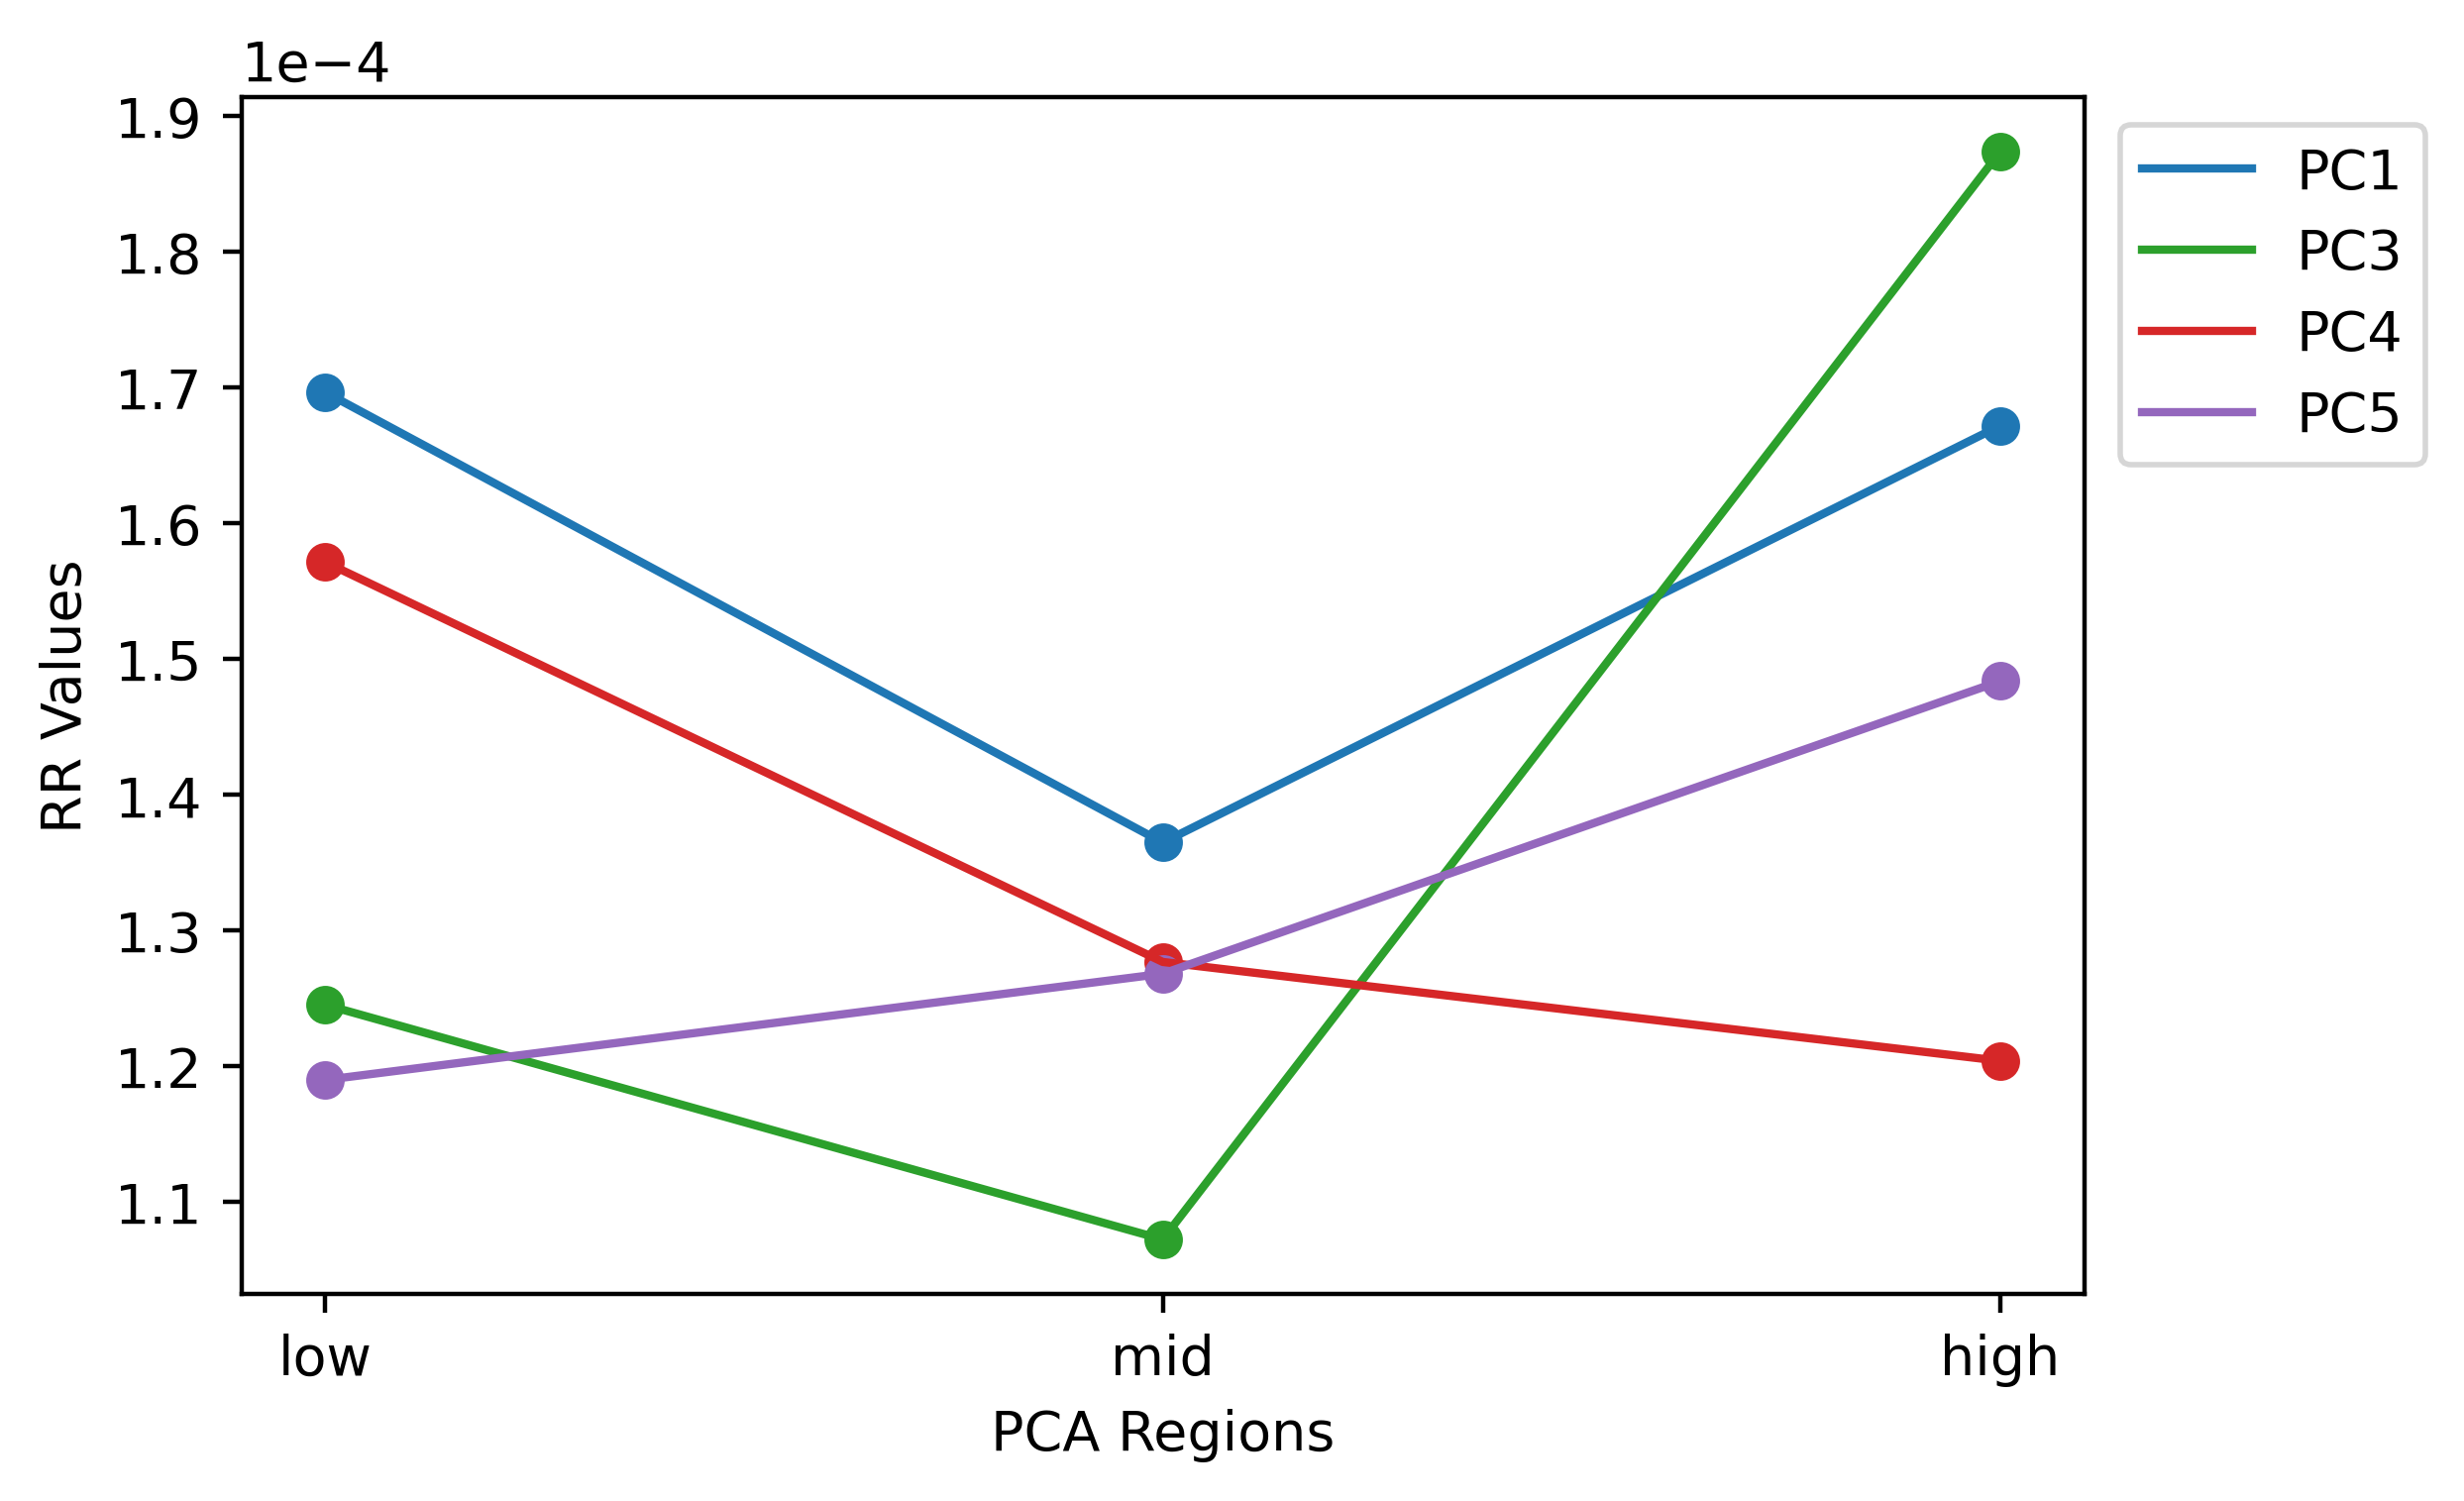 1e−4
1.9
1.8
1.7
1.6
1.5
1.4
1.3
1.2
1.1
RR Values
low
mid
high
PCA Regions
PC1
PC3
PC4
PC5